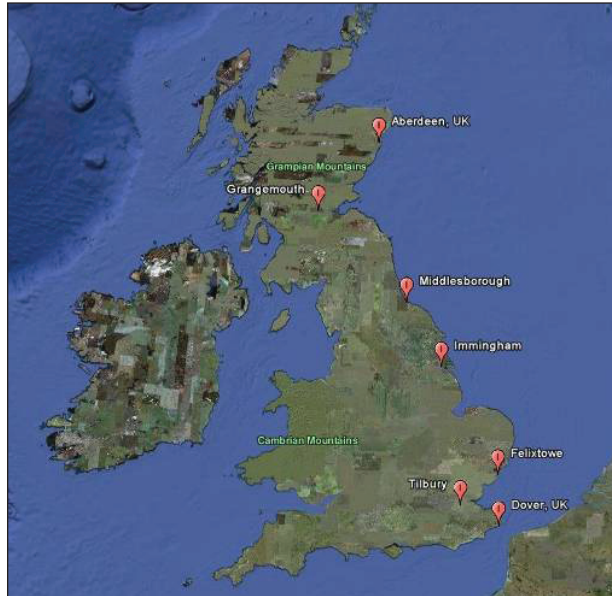 Aberdeen, UK
Grampian Mountains
Grangemouth
Middlesborough
Immingham
Cambrian Mountains
Felixtowe
Tilbury
Dover, UK